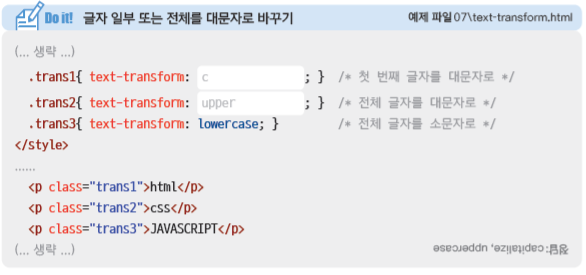 Do it! 글자 일부 또는 전체를 대문자로 바꾸기 예제 파일 07\text-transform.html
(... 생략 ...)
.trans1{ text-transform: c ; } /* 첫 번째 글자를 대문자로 */
.trans2{ text-transform: upper ; } /* 전체 글자를 대문자로 */
.trans3{ text-transform: lowercase; } /* 전체 글자를 소문자로 */
</style>
......
<p class="trans1">html</p>
<p class="trans2">css</p>
<p class="trans3">JAVASCRIPT</p>
(... 생략 ...) 정답: capitalize, uppercase